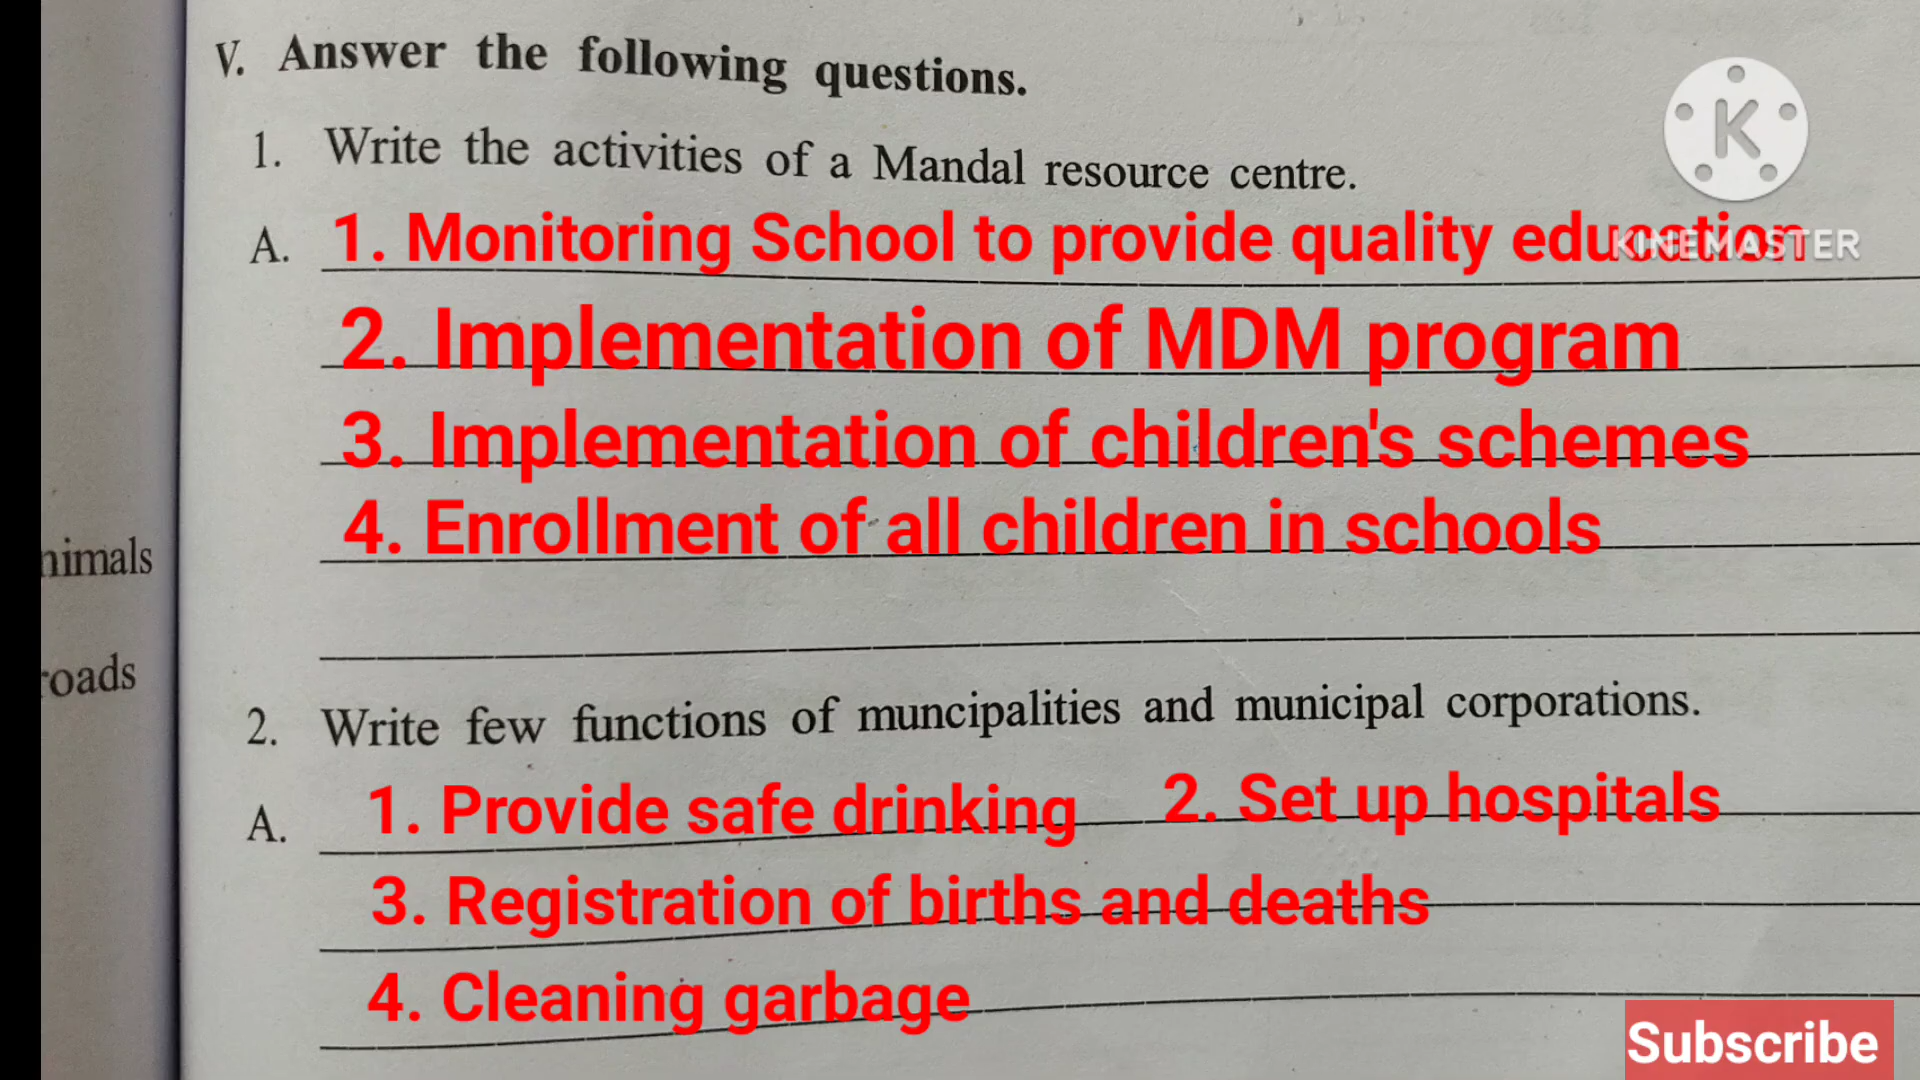 V. Answer the following questions.
1. Write the activities of a Mandal resource centre.
K
A. 1. Monitoring School to provide quality education
KINEMASTER
2. Implementation of MDM program
3. Implementation of children's schemes
4. Enrollment of all children in schools
nimals
roads
2. Write few functions of muncipalities and municipal corporations.
A. 1. Provide safe drinking 2. Set up hospitals
3. Registration of births and deaths
4. Cleaning garbage
Subscribe